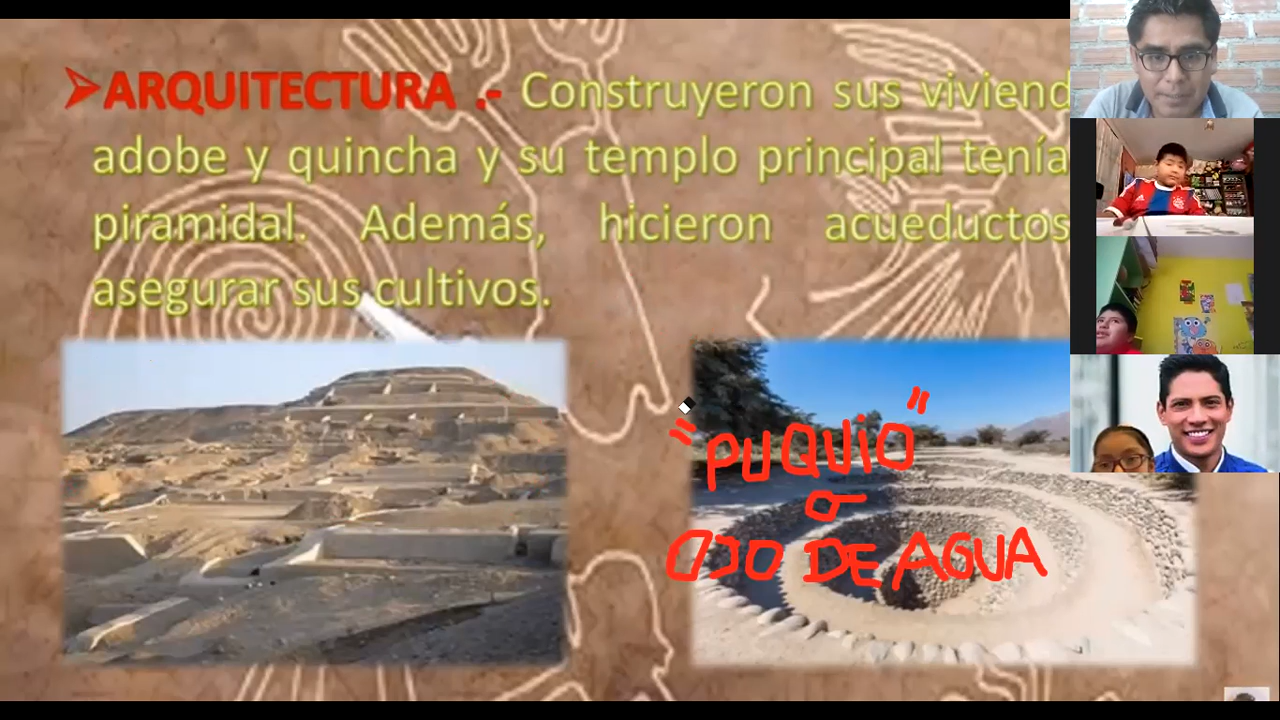 ➢ARQUITECTURA .- Construyeron sus viviend
adobe y quincha y su templo principal tenía
piramidal. Además, hicieron acueductos
asegurar sus cultivos.
"PUQUIO"
O
OJO DE AGUA